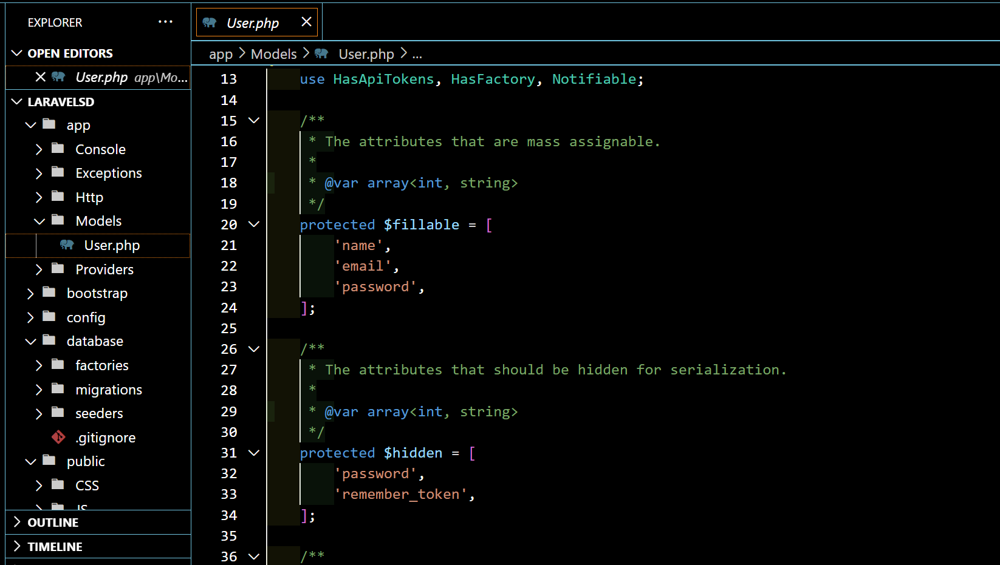 EXPLORER ...
OPEN EDITORS
User.php app\Mo...
LARAVELSD
app
Console
Exceptions
Http
Models
User.php
Providers
bootstrap
config
database
factories
migrations
seeders
.gitignore
public
CSS
JS
OUTLINE
TIMELINE
User.php
app > Models > User.php > ...
13 use HasApiTokens, HasFactory, Notifiable;
14
15 /**
16 * The attributes that are mass assignable.
17 *
18 * @var array<int, string>
19 */
20 protected $fillable = [
21 'name',
22 'email',
23 'password',
24 ];
25
26 /**
27 * The attributes that should be hidden for serialization.
28 *
29 * @var array<int, string>
30 */
31 protected $hidden = [
32 'password',
33 'remember_token',
34 ];
35
36 /**